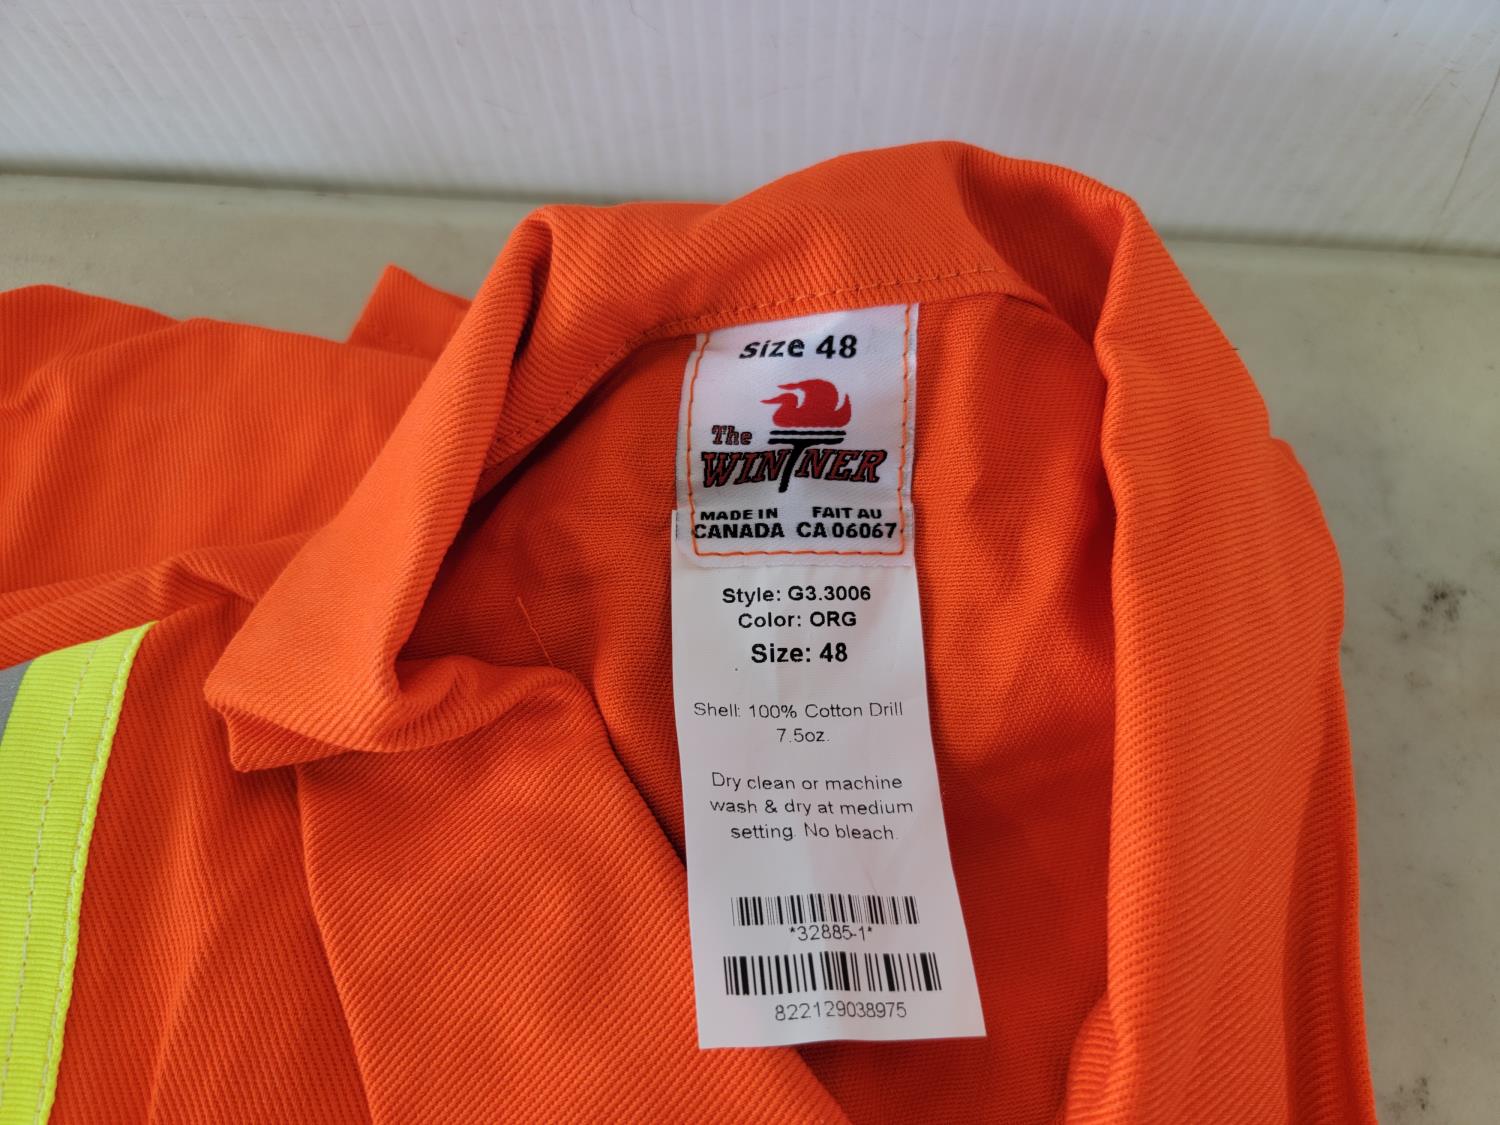 Size 48
The
WINTNER
MADE IN FAIT AU
CANADA CA 06067
Style: G3.3006
Color: ORG
Size: 48
Shell: 100% Cotton Drill
7.5oz.
Dry clean or machine
wash & dry at medium
setting. No bleach.
*32885-1*
822129038975